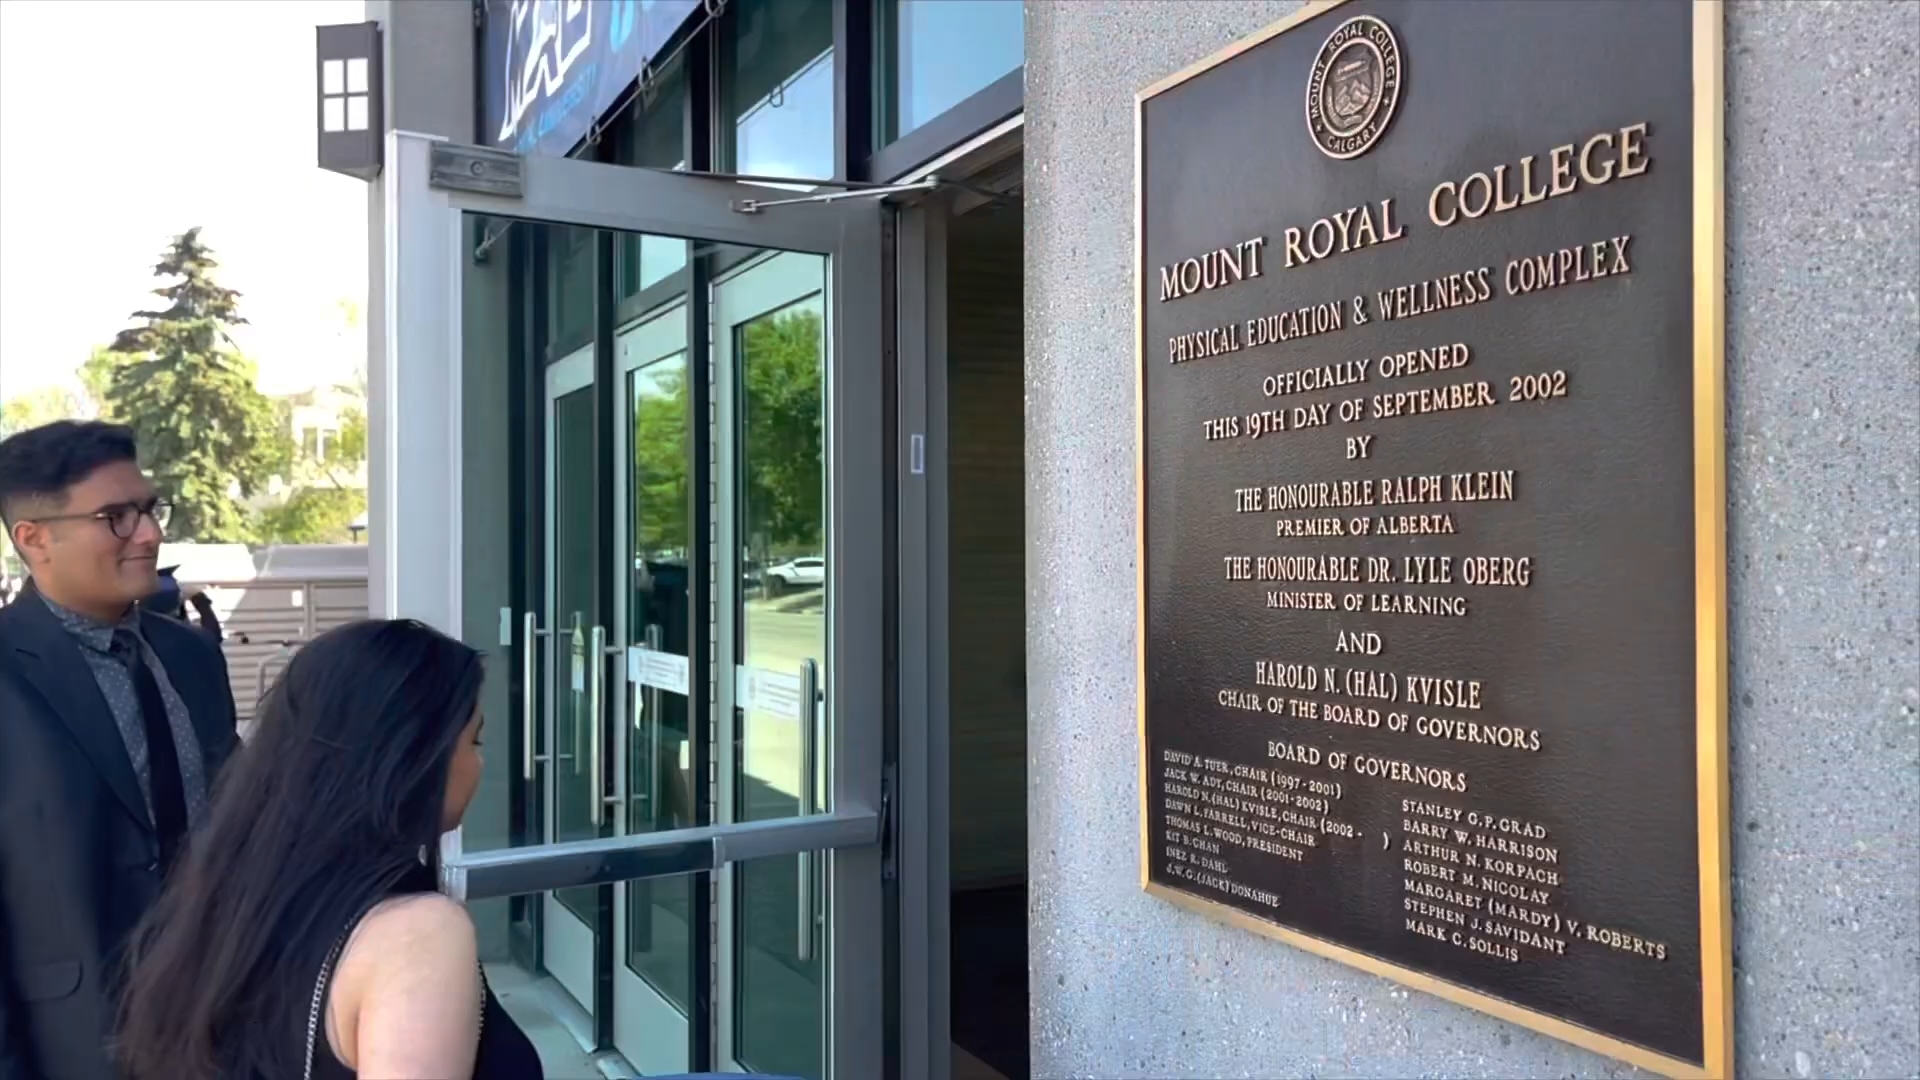 MOUNT ROYAL COLLEGE
CALGARY
MOUNT ROYAL COLLEGE
PHYSICAL EDUCATION & WELLNESS COMPLEX
OFFICIALLY OPENED
THIS 19TH DAY OF SEPTEMBER 2002
BY
THE HONOURABLE RALPH KLEIN
PREMIER OF ALBERTA
THE HONOURABLE DR. LYLE OBERG
MINISTER OF LEARNING
AND
HAROLD N. (HAL) KVISLE
CHAIR OF THE BOARD OF GOVERNORS
BOARD OF GOVERNORS
DAVID A. TUER, CHAIR (1997 - 2001)
JACK W. ADY, CHAIR (2001-2002)
HAROLD N. (HAL) KVISLE, CHAIR (2002 - )
DAWN L. FARRELL, VICE-CHAIR
THOMAS L. WOOD, PRESIDENT
KIT B. CHAN
INEZ R. DAHL
J.W.G. (JACK) DONAHUE
STANLEY G. P. GRAD
BARRY W. HARRISON
ARTHUR N. KORPACH
ROBERT M. NICOLAY
MARGARET (MARDY) V. ROBERTS
STEPHEN J. SAVIDANT
MARK C. SOLLIS
UNIVERSITY